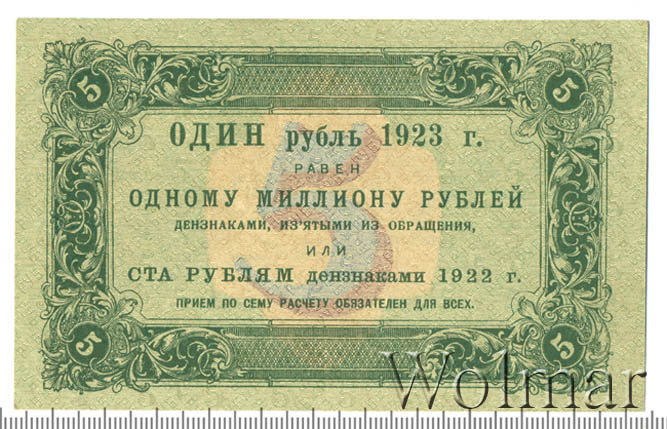 5 5
ОДИН рубль 1923 г.
РАВЕН
ОДНОМУ МИЛЛИОНУ РУБЛЕЙ
ДЕНЗНАКАМИ, ИЗ'ЯТЫМИ ИЗ ОБРАЩЕНИЯ,
ИЛИ
СТА РУБЛЯМ дензнаками 1922 г.
ПРИЕМ ПО СЕМУ РАСЧЕТУ ОБЯЗАТЕЛЕН ДЛЯ ВСЕХ.
5
5 5
Wolmar